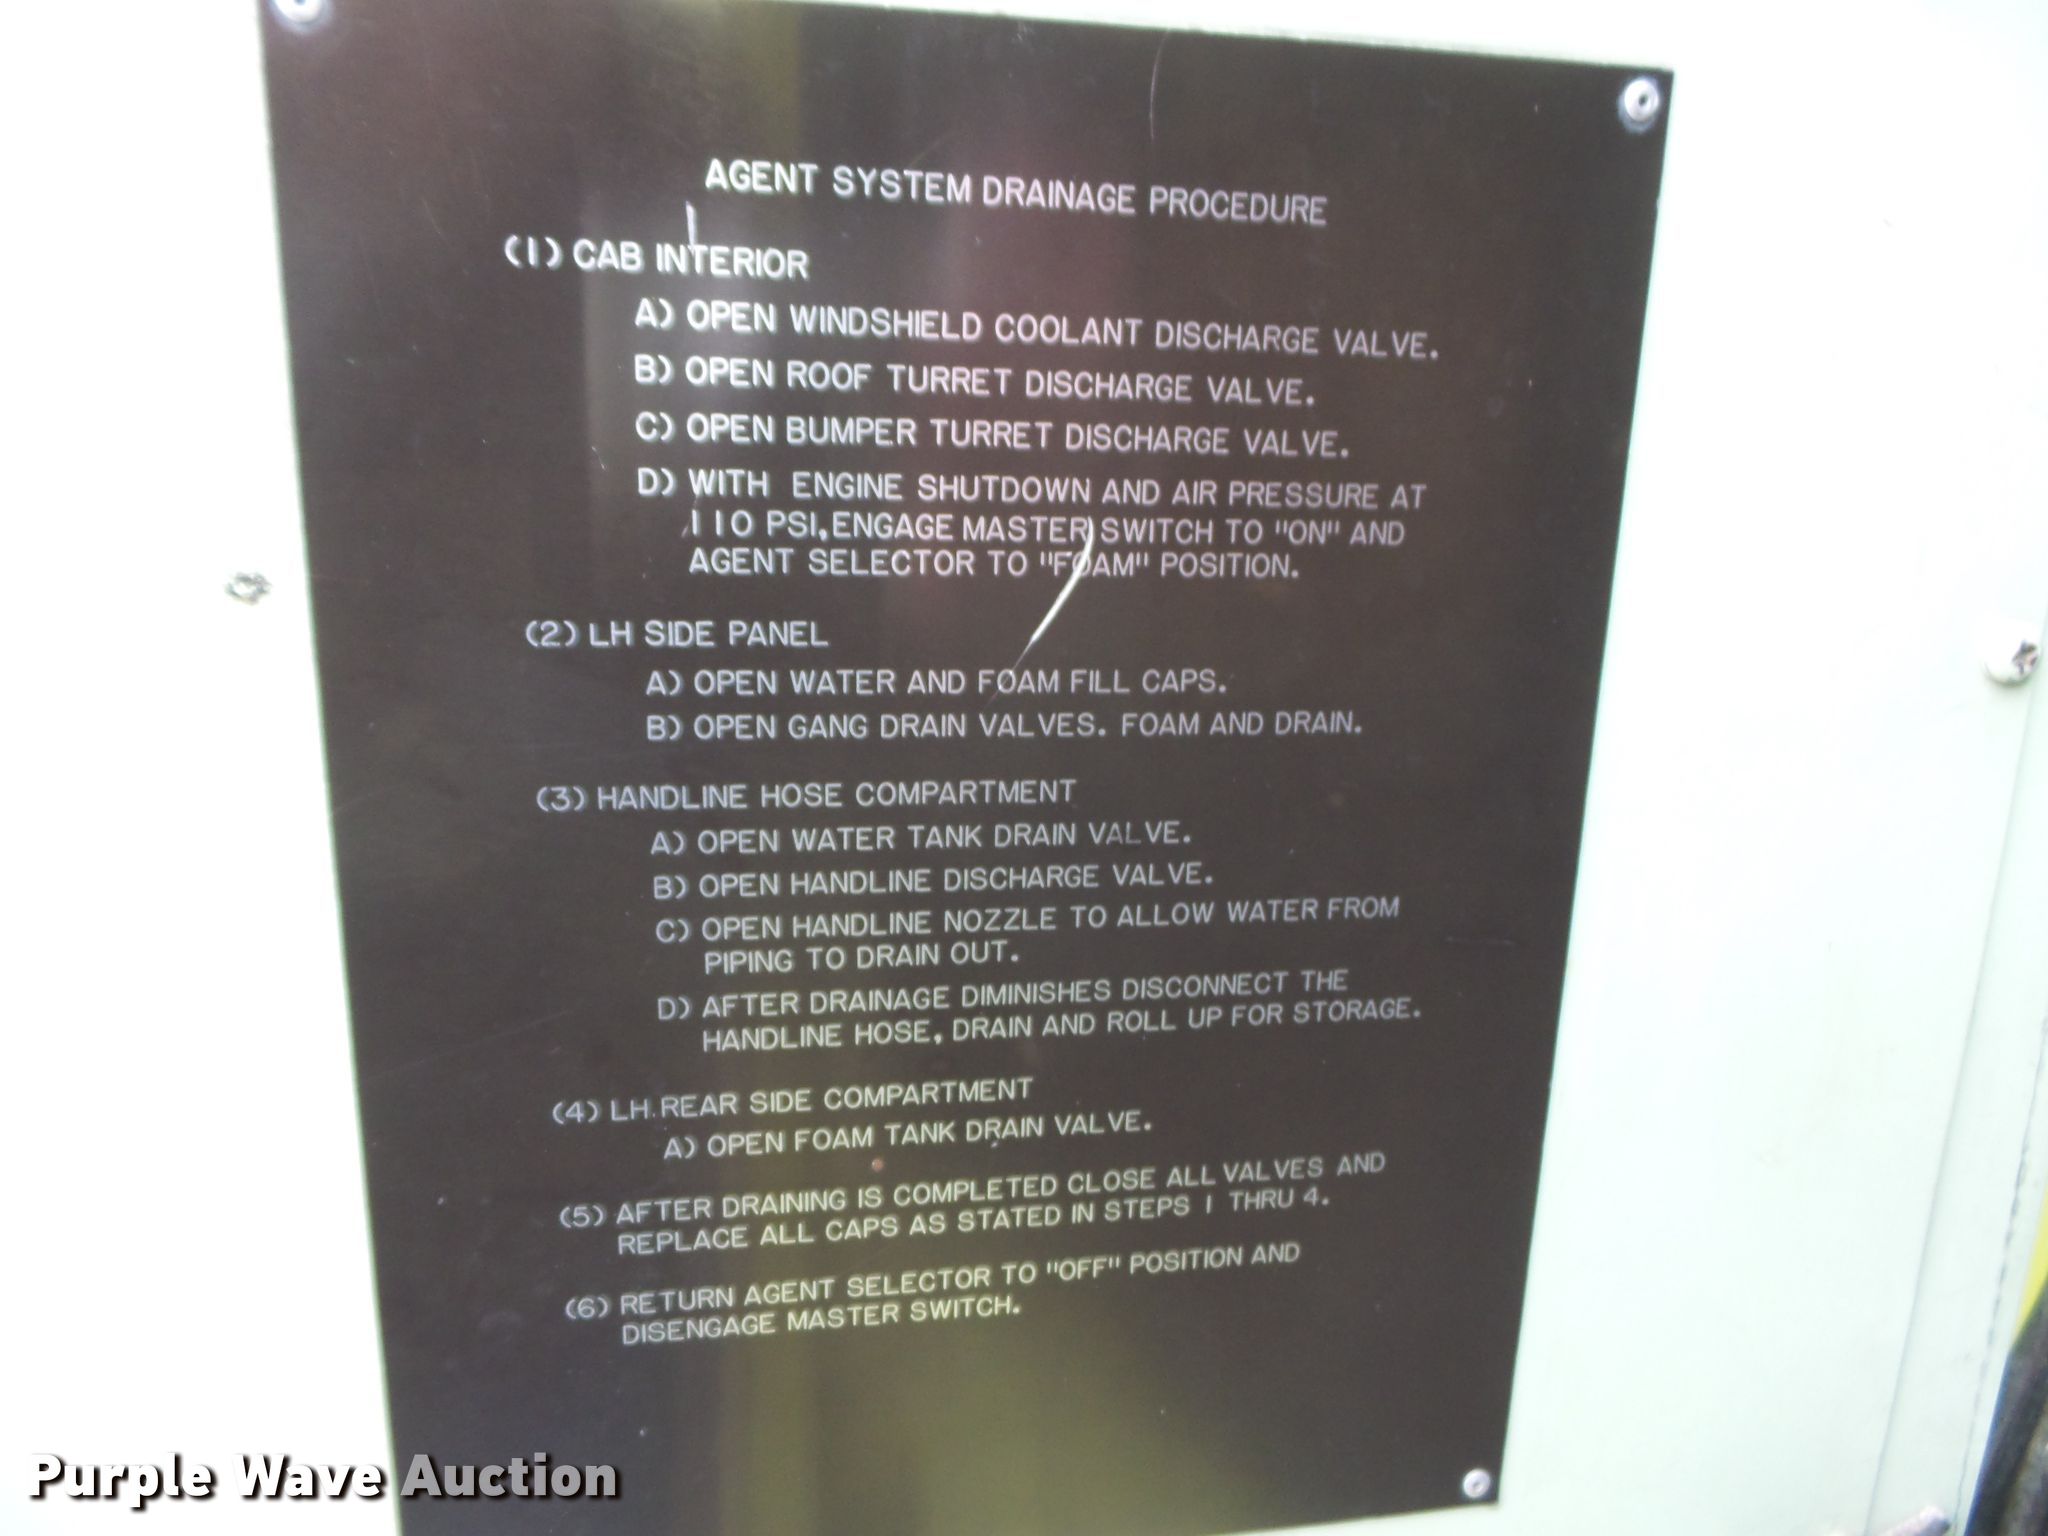 AGENT SYSTEM DRAINAGE PROCEDURE
(1) CAB INTERIOR
A) OPEN WINDSHIELD COOLANT DISCHARGE VALVE.
B) OPEN ROOF TURRET DISCHARGE VALVE.
C) OPEN BUMPER TURRET DISCHARGE VALVE.
D) WITH ENGINE SHUTDOWN AND AIR PRESSURE AT
110 PSI, ENGAGE MASTER SWITCH TO "ON" AND
AGENT SELECTOR TO "FOAM" POSITION.
(2) LH SIDE PANEL
A) OPEN WATER AND FOAM FILL CAPS.
B) OPEN GANG DRAIN VALVES. FOAM AND DRAIN.
(3) HANDLINE HOSE COMPARTMENT
A) OPEN WATER TANK DRAIN VALVE.
B) OPEN HANDLINE DISCHARGE VALVE.
C) OPEN HANDLINE NOZZLE TO ALLOW WATER FROM
PIPING TO DRAIN OUT.
D) AFTER DRAINAGE DIMINISHES DISCONNECT THE
HANDLINE HOSE, DRAIN AND ROLL UP FOR STORAGE.
(4) LH. REAR SIDE COMPARTMENT
A) OPEN FOAM TANK DRAIN VALVE.
(5) AFTER DRAINING IS COMPLETED CLOSE ALL VALVES AND
REPLACE ALL CAPS AS STATED IN STEPS 1 THRU 4.
(6) RETURN AGENT SELECTOR TO "OFF" POSITION AND
DISENGAGE MASTER SWITCH.
Purple Wave Auction